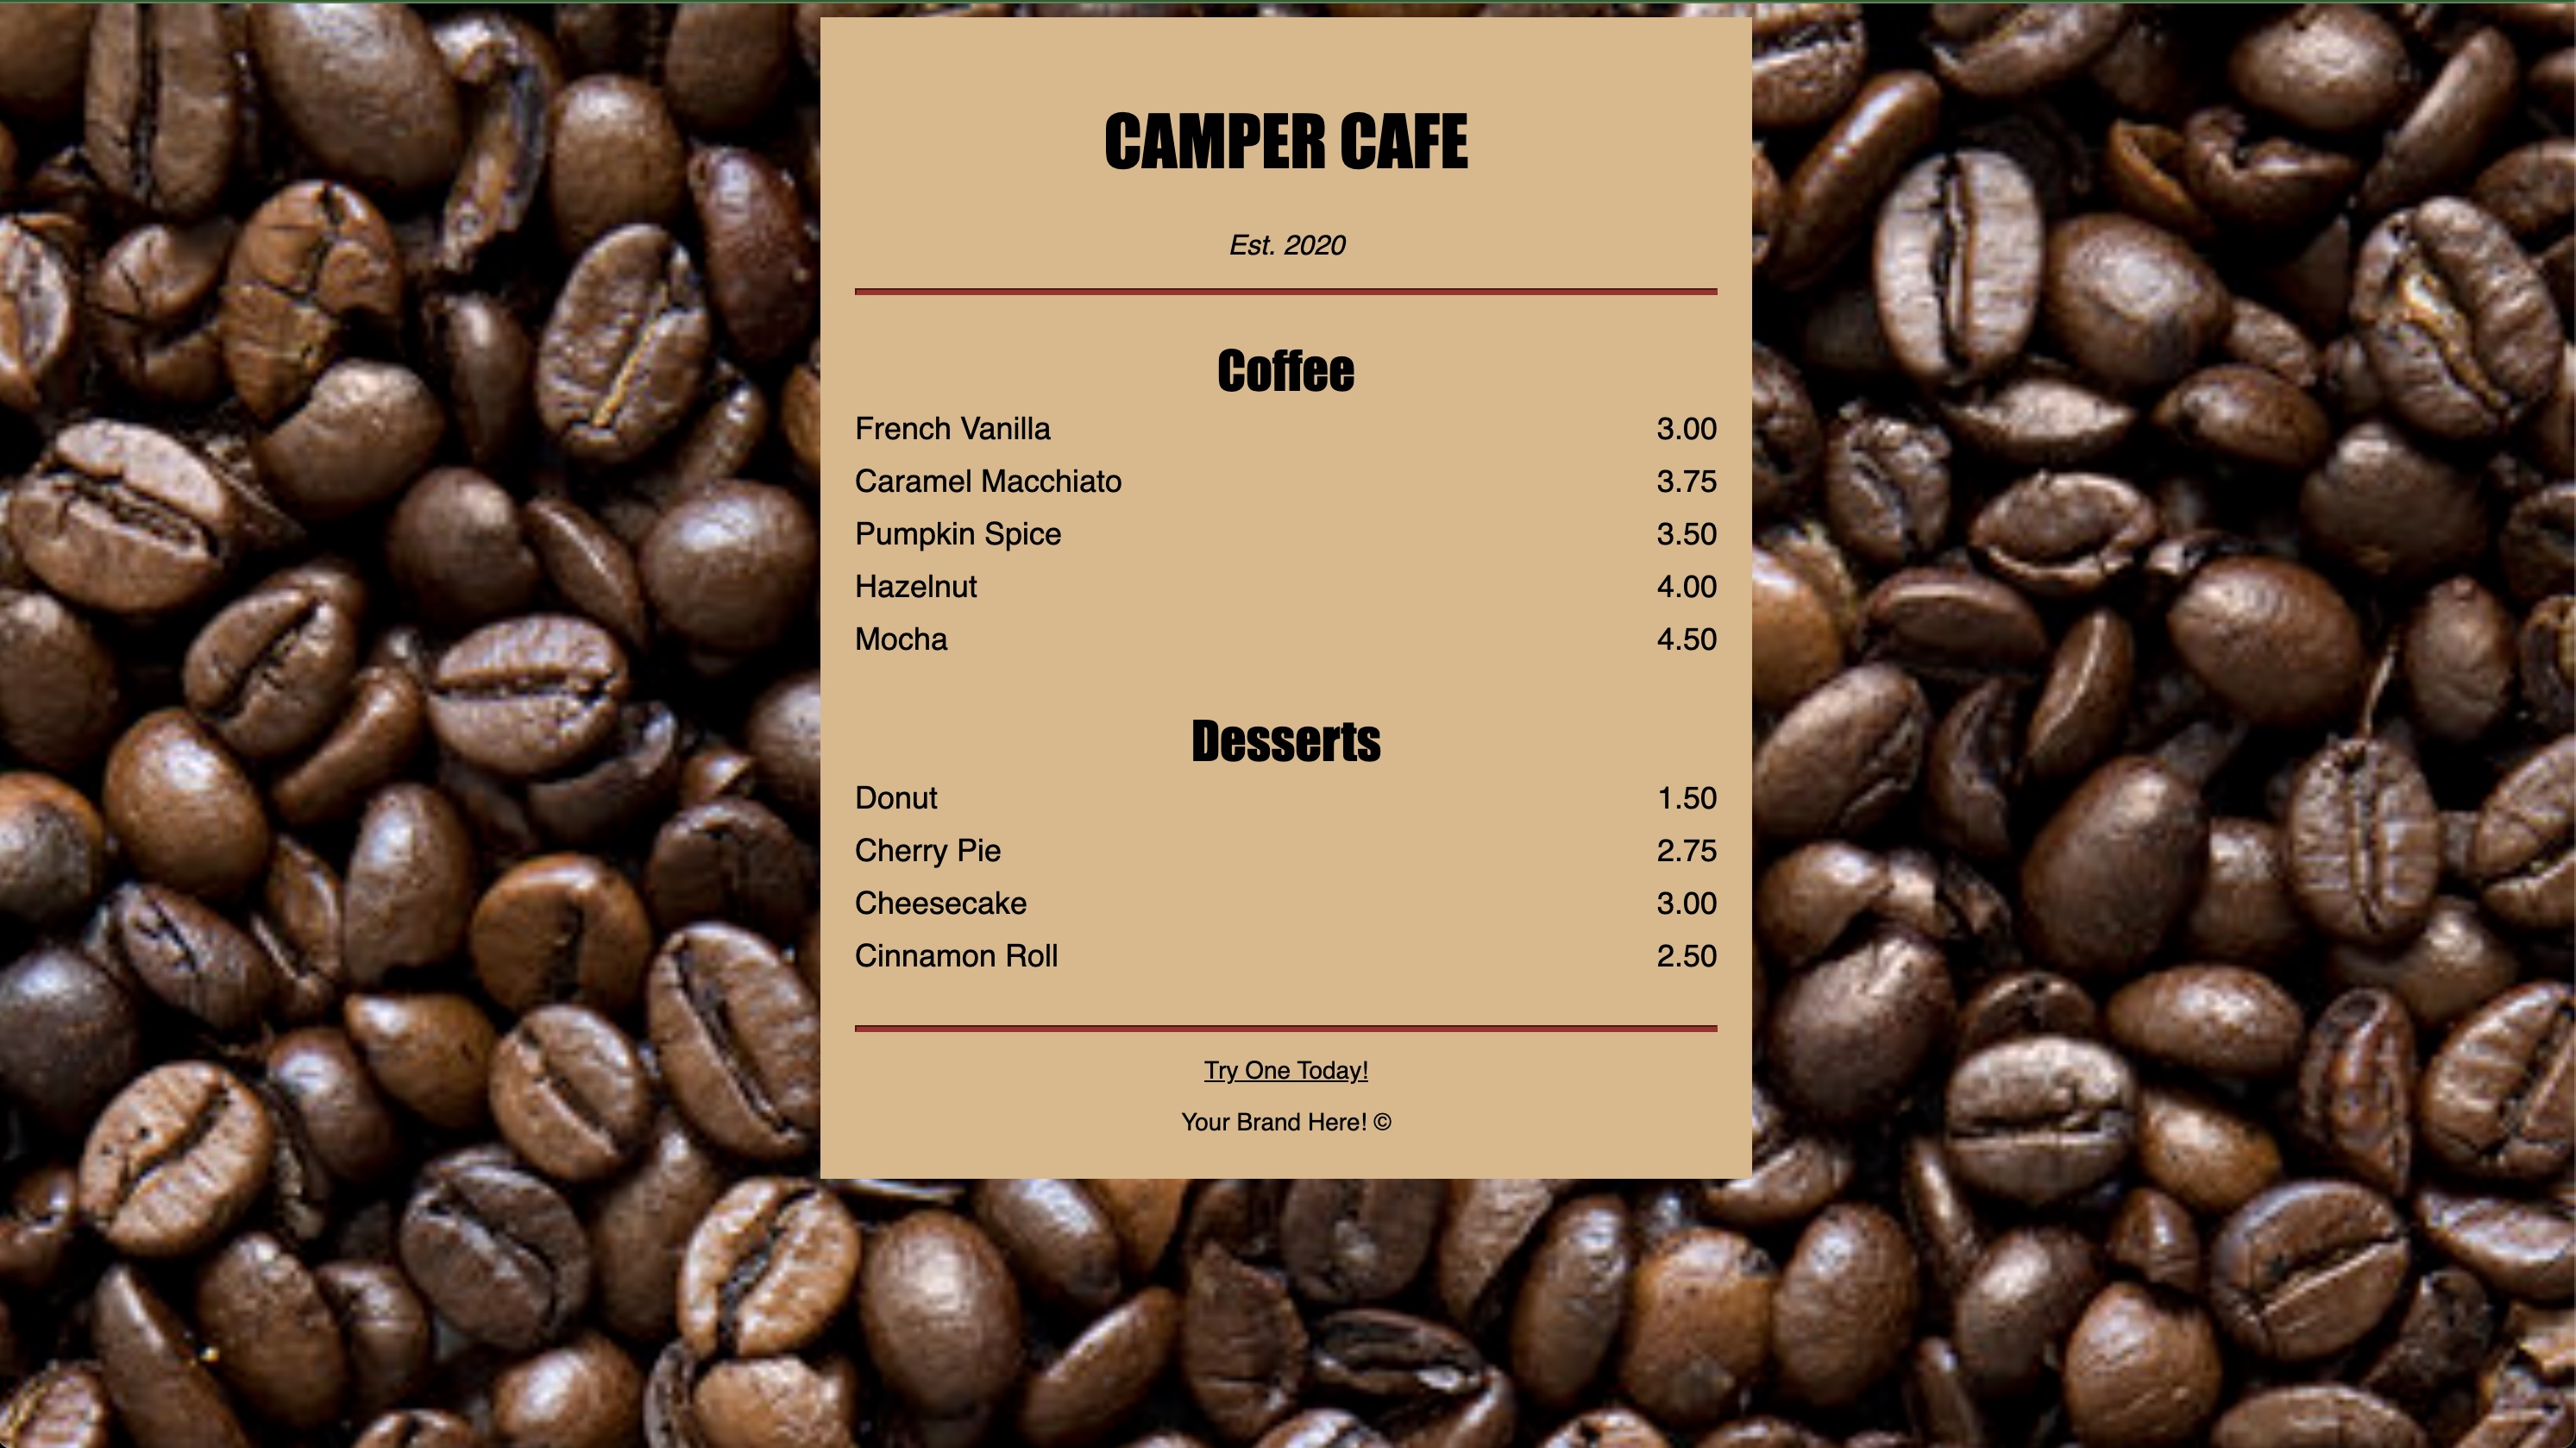 CAMPER CAFE
Est. 2020
Coffee
French Vanilla 3.00
Caramel Macchiato 3.75
Pumpkin Spice 3.50
Hazelnut 4.00
Mocha 4.50
Desserts
Donut 1.50
Cherry Pie 2.75
Cheesecake 3.00
Cinnamon Roll 2.50
Try One Today!
Your Brand Here! ©